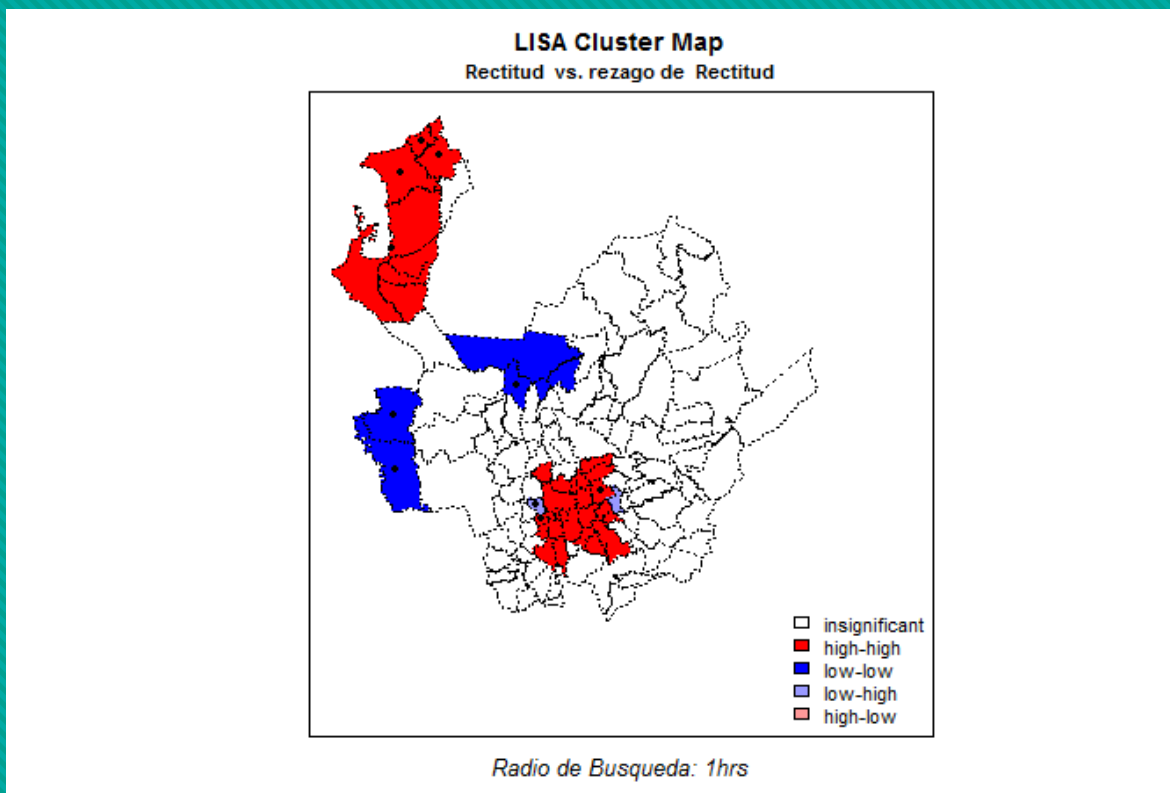 LISA Cluster Map
Rectitud vs. rezago de Rectitud
insignificant
high-high
low-low
low-high
high-low
Radio de Busqueda: 1hrs